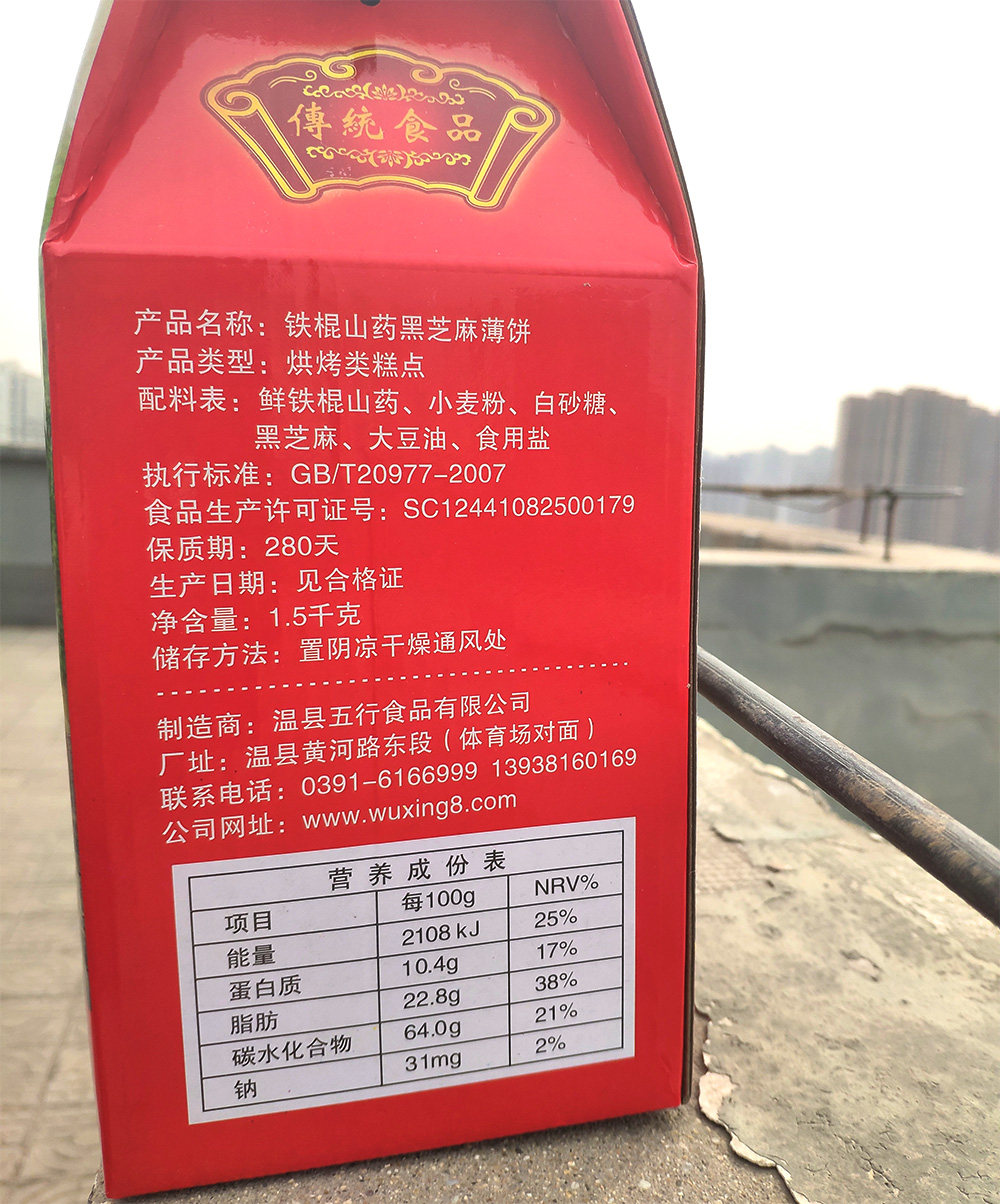 傳統食品
产品名称：铁棍山药黑芝麻薄饼
产品类型：烘烤类糕点
配料表：鲜铁棍山药、小麦粉、白砂糖、
黑芝麻、大豆油、食用盐
执行标准：GB/T20977-2007
食品生产许可证号：SC12441082500179
保质期：280天
生产日期：见合格证
净含量：1.5千克
储存方法：置阴凉干燥通风处
制造商：温县五行食品有限公司
厂址：温县黄河路东段（体育场对面）
联系电话：0391-6166999 13938160169
公司网址：www.wuxing8.com
营养成份表
项目 每100g NRV%
能量 2108kJ 25%
蛋白质 10.4g 17%
脂肪 22.8g 38%
碳水化合物 64.0g 21%
钠 31mg 2%